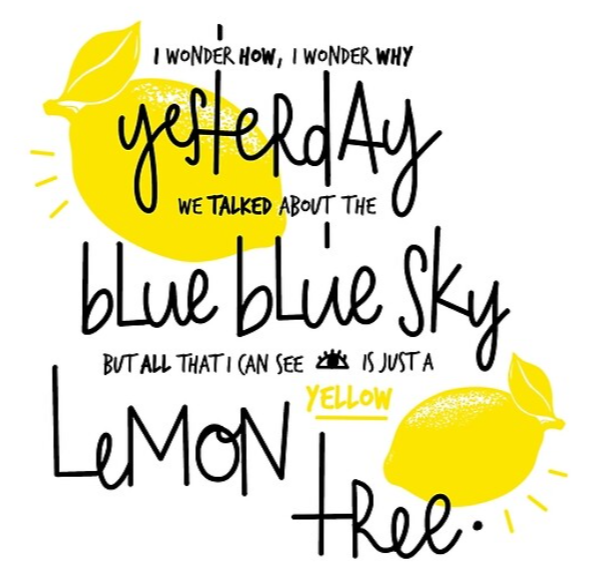 I WONDER HOW, I WONDER WHY
yesterdAy
WE TALKED ABOUT THE
bLue bLue sky
BUT ALL THAT I CAN SEE IS JUST A
YELLOW
LeMON
tRee.